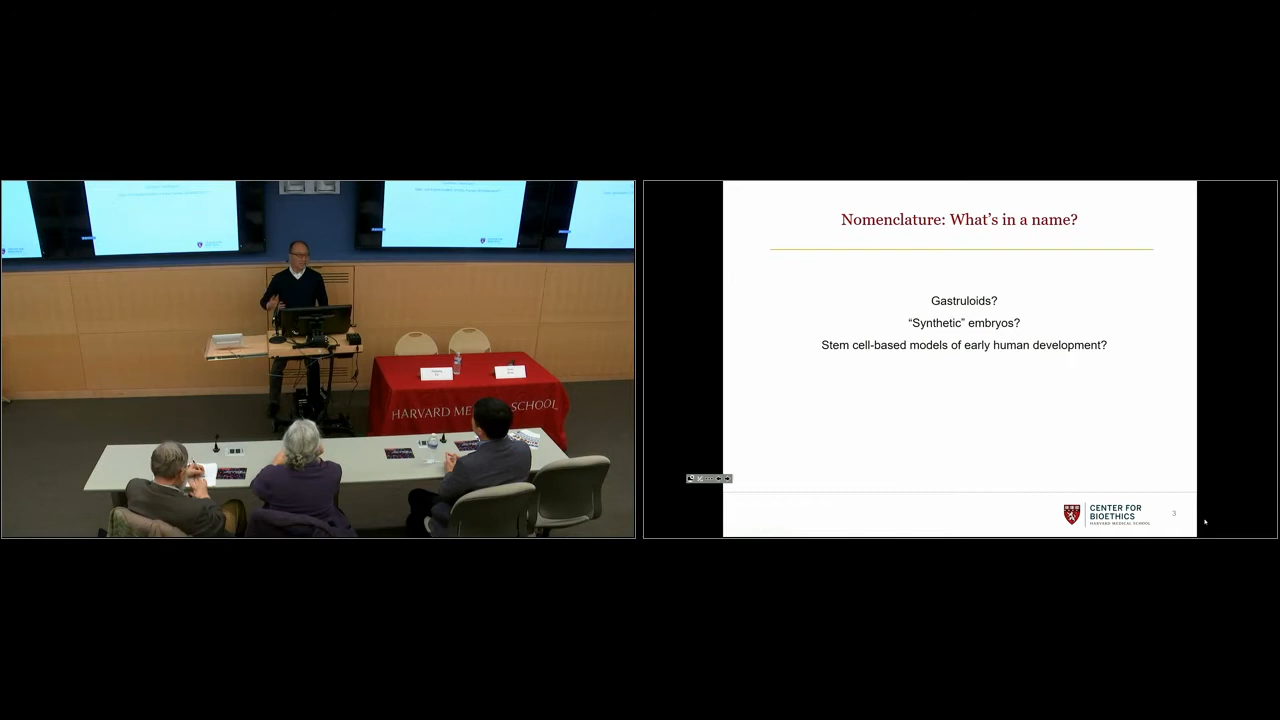 HARVARD MEDICAL SCHOOL
Nomenclature: What's in a name?
Gastruloids?
“Synthetic” embryos?
Stem cell-based models of early human development?
CENTER FOR
BIOETHICS
HARVARD MEDICAL SCHOOL
3